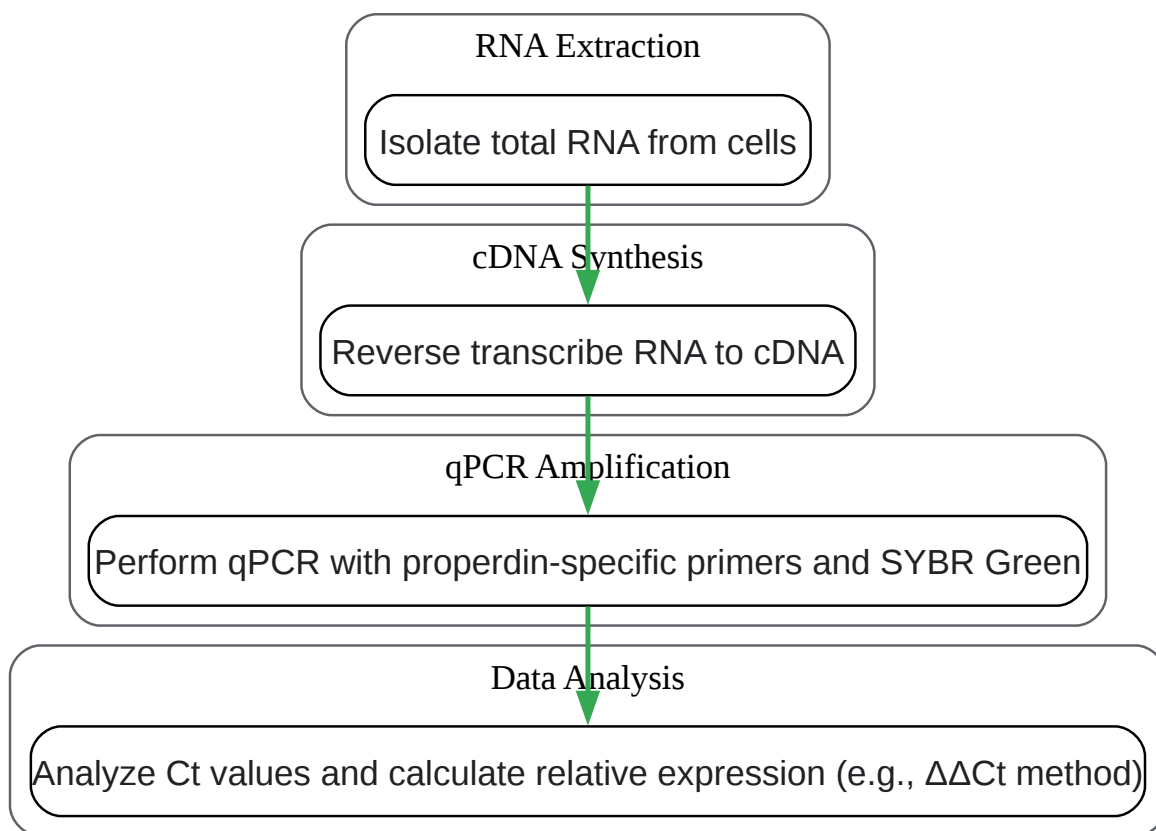 RNA Extraction
Isolate total RNA from cells
cDNA Synthesis
Reverse transcribe RNA to cDNA
qPCR Amplification
Perform qPCR with properdin-specific primers and SYBR Green
Data Analysis
Analyze Ct values and calculate relative expression (e.g., ΔΔCt method)